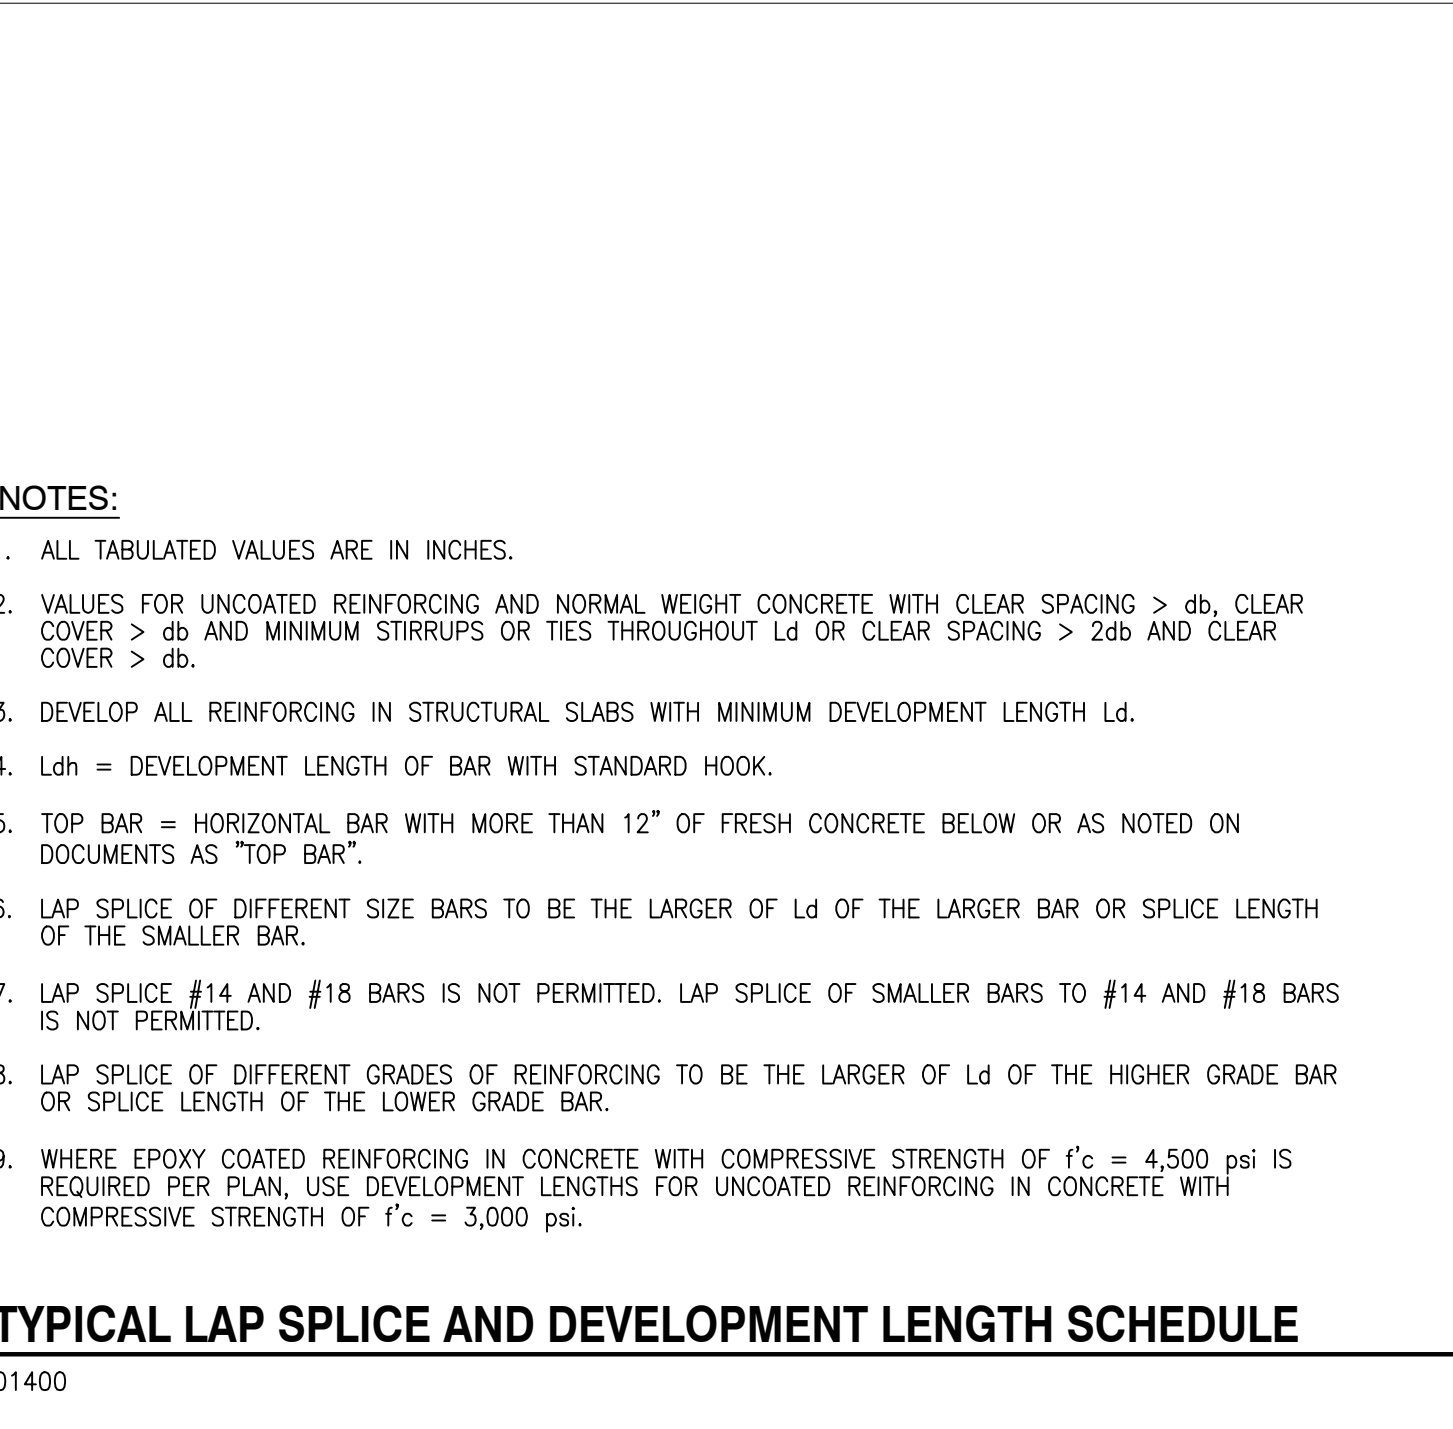 NOTES:
. ALL TABULATED VALUES ARE IN INCHES.
2. VALUES FOR UNCOATED REINFORCING AND NORMAL WEIGHT CONCRETE WITH CLEAR SPACING > db, CLEAR
COVER > db AND MINIMUM STIRRUPS OR TIES THROUGHOUT Ld OR CLEAR SPACING > 2db AND CLEAR
COVER > db.
3. DEVELOP ALL REINFORCING IN STRUCTURAL SLABS WITH MINIMUM DEVELOPMENT LENGTH Ld.
4. Ldh = DEVELOPMENT LENGTH OF BAR WITH STANDARD HOOK.
5. TOP BAR = HORIZONTAL BAR WITH MORE THAN 12" OF FRESH CONCRETE BELOW OR AS NOTED ON
DOCUMENTS AS "TOP BAR".
6. LAP SPLICE OF DIFFERENT SIZE BARS TO BE THE LARGER OF Ld OF THE LARGER BAR OR SPLICE LENGTH
OF THE SMALLER BAR.
7. LAP SPLICE #14 AND #18 BARS IS NOT PERMITTED. LAP SPLICE OF SMALLER BARS TO #14 AND #18 BARS
IS NOT PERMITTED.
8. LAP SPLICE OF DIFFERENT GRADES OF REINFORCING TO BE THE LARGER OF Ld OF THE HIGHER GRADE BAR
OR SPLICE LENGTH OF THE LOWER GRADE BAR.
9. WHERE EPOXY COATED REINFORCING IN CONCRETE WITH COMPRESSIVE STRENGTH OF f'c = 4,500 psi IS
REQUIRED PER PLAN, USE DEVELOPMENT LENGTHS FOR UNCOATED REINFORCING IN CONCRETE WITH
COMPRESSIVE STRENGTH OF f'c = 3,000 psi.
TYPICAL LAP SPLICE AND DEVELOPMENT LENGTH SCHEDULE
01400